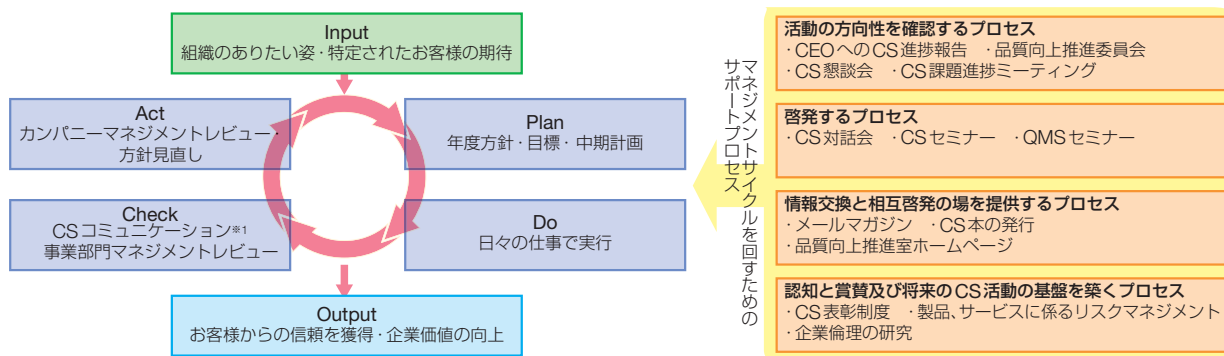 Input
組織のありたい姿・特定されたお客様の期待
Act
カンパニーマネジメントレビュー・
方針見直し
Plan
年度方針・目標・中期計画
Check
CSコミュニケーション※1
事業部門マネジメントレビュー
Do
日々の仕事で実行
Output
お客様からの信頼を獲得・企業価値の向上
マネジメントサイクルを回すための
サポートプロセス
活動の方向性を確認するプロセス
・CEOへのCS進捗報告 ・品質向上推進委員会
・CS懇談会 ・CS課題進捗ミーティング
啓発するプロセス
・CS対話会 ・CSセミナー ・QMSセミナー
情報交換と相互啓発の場を提供するプロセス
・メールマガジン ・CS本の発行
・品質向上推進室ホームページ
認知と賞賛及び将来のCS活動の基盤を築くプロセス
・CS表彰制度 ・製品、サービスに係るリスクマネジメント
・企業倫理の研究